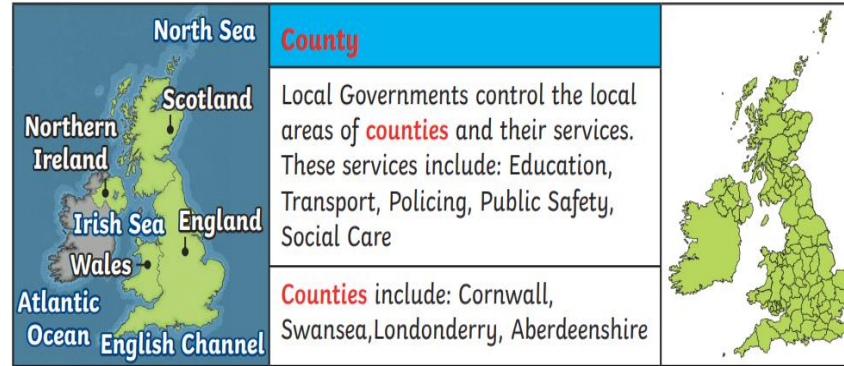 North Sea
Scotland
Northern
Ireland
Irish Sea
England
Wales
Atlantic
Ocean
English Channel
County
Local Governments control the local
areas of counties and their services.
These services include: Education,
Transport, Policing, Public Safety,
Social Care
Counties include: Cornwall,
Swansea,Londonderry, Aberdeenshire